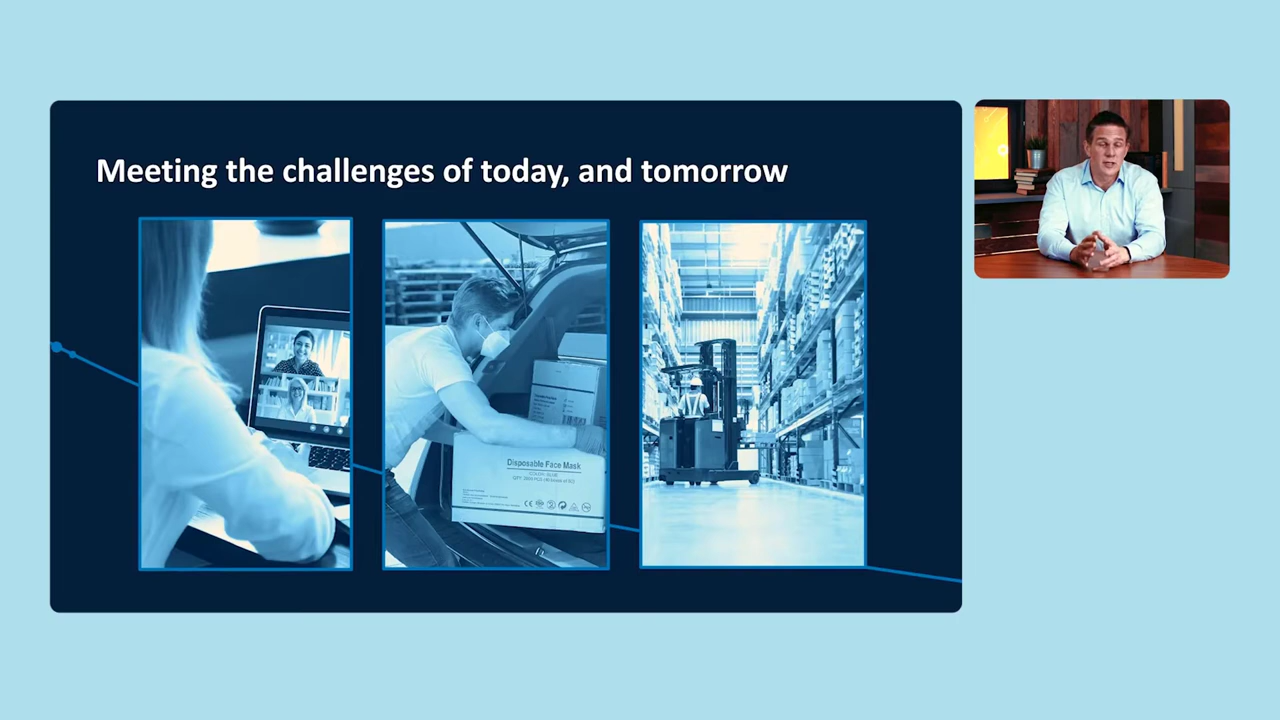 Meeting the challenges of today, and tomorrow
Disposable Face Mask